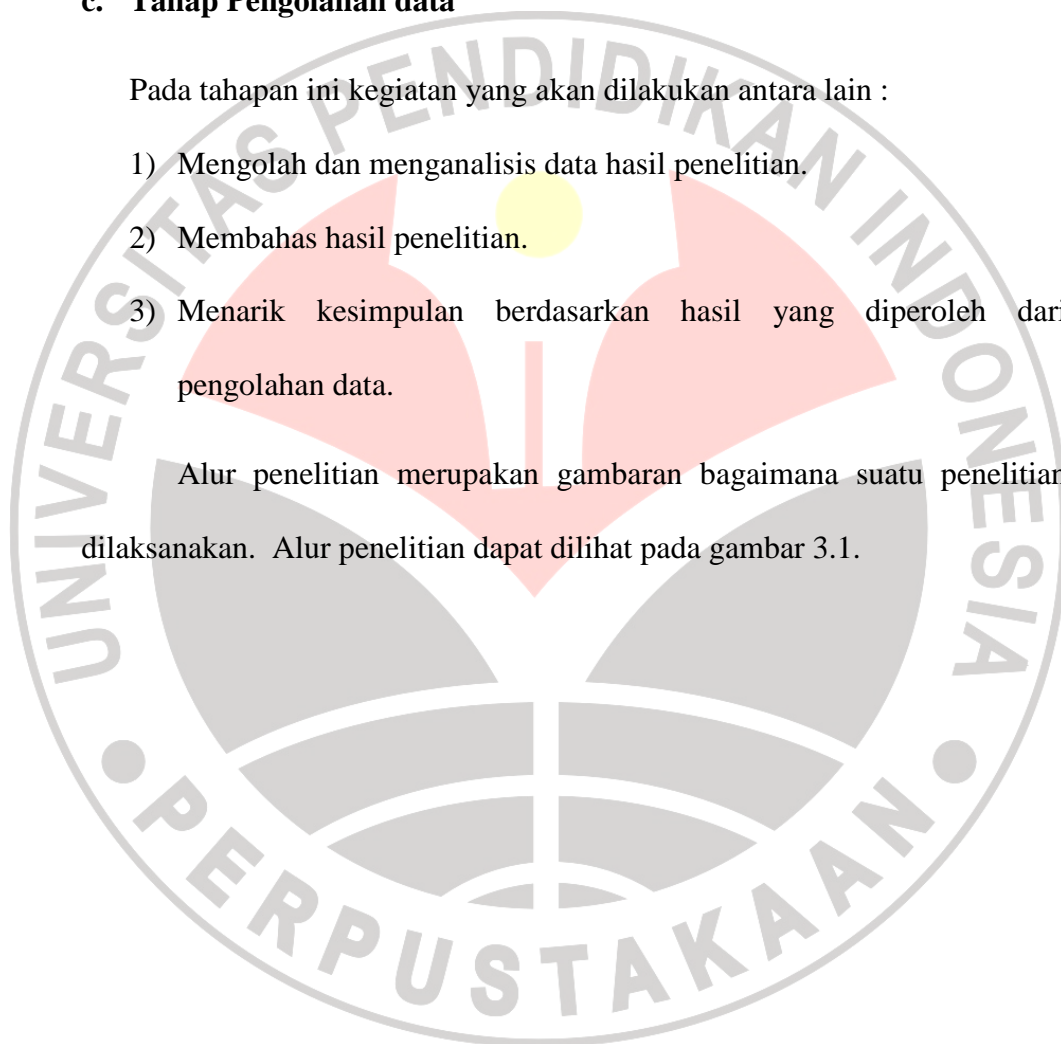 c. Tahap Pengolahan data
Pada tahapan ini kegiatan yang akan dilakukan antara lain :
1) Mengolah dan menganalisis data hasil penelitian.
2) Membahas hasil penelitian.
3) Menarik kesimpulan berdasarkan hasil yang diperoleh dari
pengolahan data.
Alur penelitian merupakan gambaran bagaimana suatu penelitian
dilaksanakan. Alur penelitian dapat dilihat pada gambar 3.1.
UNIVERSITAS PENDIDIKAN INDONESIA
PERPUSTAKAAN